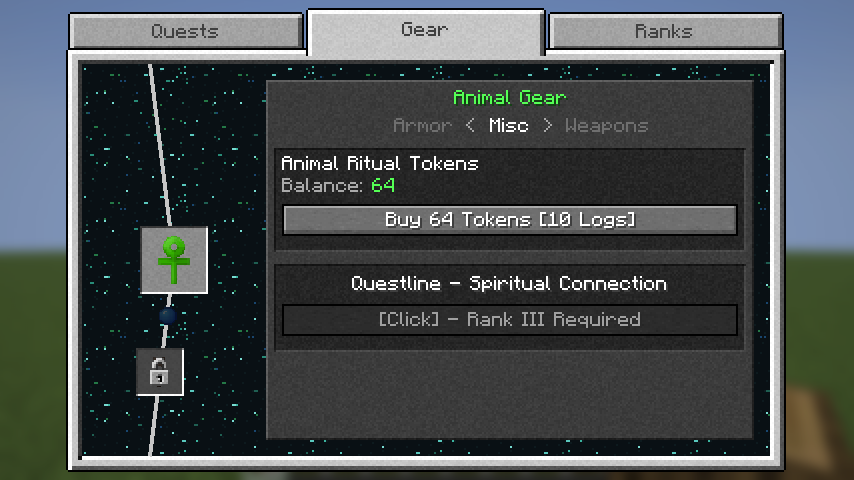 Quests
Gear
Ranks
Animal Gear
Armor < Misc > Weapons
Animal Ritual Tokens
Balance: 64
Buy 64 Tokens [10 Logs]
Questline - Spiritual Connection
[Click] - Rank III Required